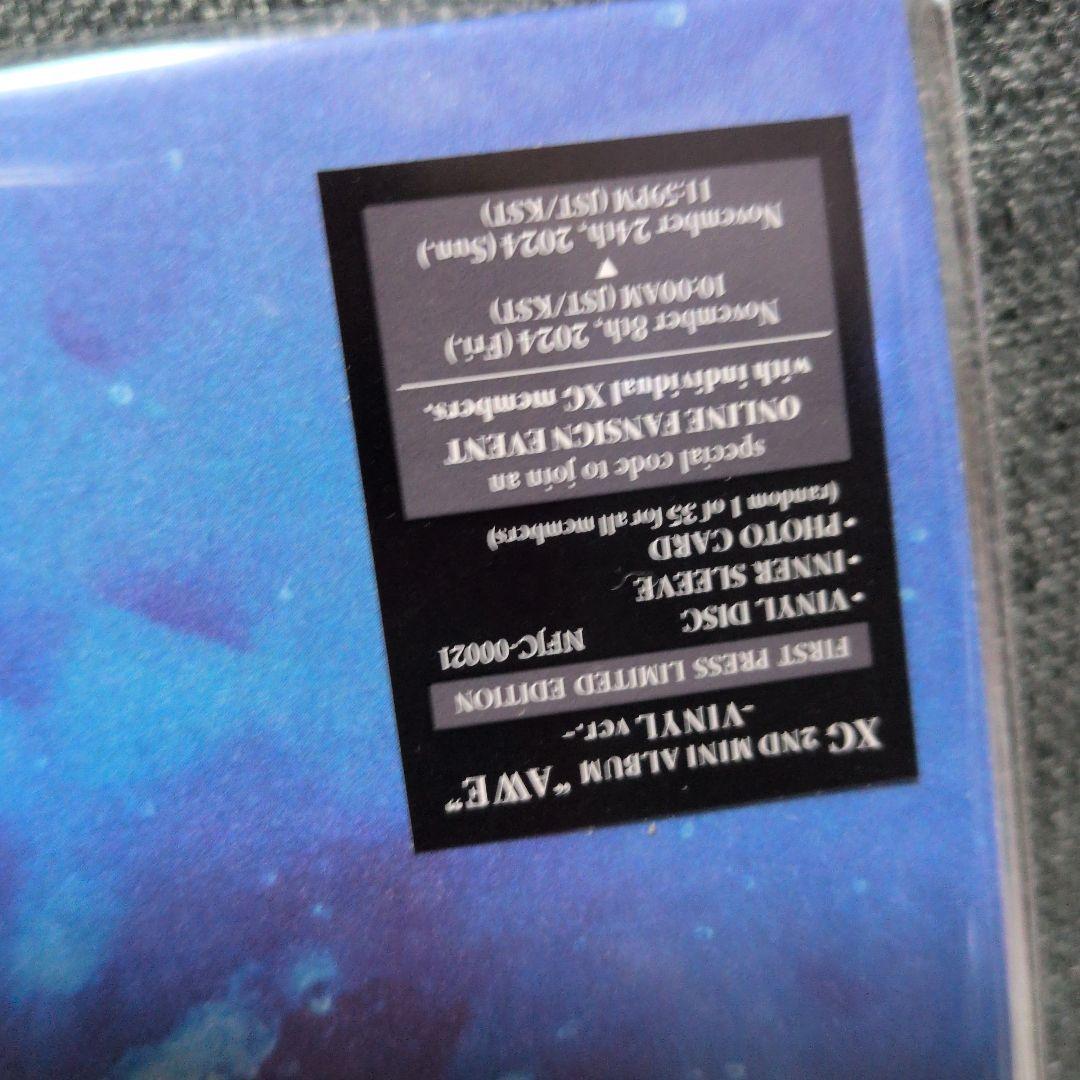 XG 2ND MINI ALBUM “AWE”
-VINYL ver.-
FIRST PRESS LIMITED EDITION
NFJC-00021
• VINYL DISC
• INNER SLEEVE
• PHOTO CARD
(random 1 of 35 for all members)
special code to join an
ONLINE FANSIGN EVENT
with individual XG members.
November 8th, 2024 (Fri.)
10:00AM (JST/KST)
▼
November 24th, 2024 (Sun.)
11:59PM (JST/KST)